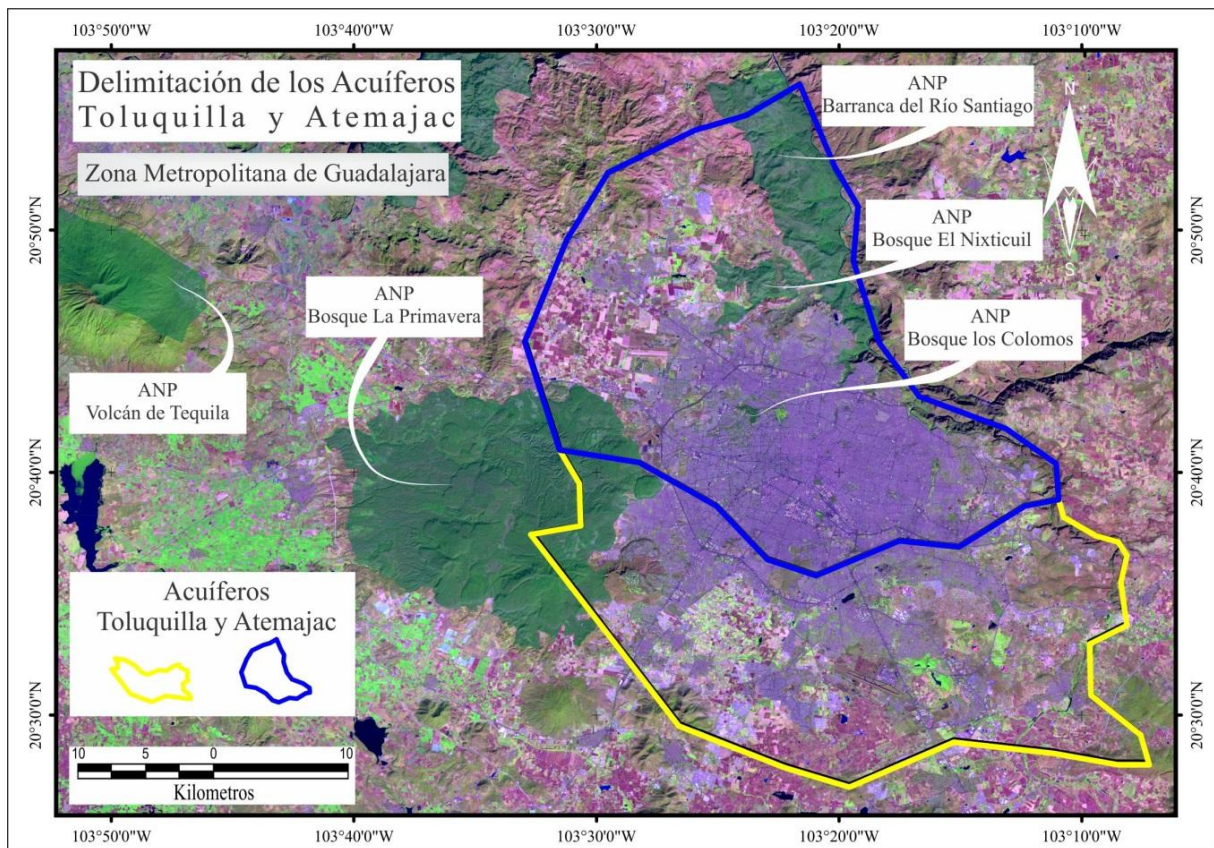 103°50'0"W 103°40'0"W 103°30'0"W 103°20'0"W 103°10'0"W
Delimitación de los Acuíferos
Toluquilla y Atemajac
Zona Metropolitana de Guadalajara
ANP
Barranca del Río Santiago
N
S
ANP
Bosque El Nixticuil
ANP
Bosque La Primavera
ANP
Bosque los Colomos
ANP
Volcán de Tequila
20°50'0"N
20°40'0"N
20°30'0"N
20°50'0"N
20°40'0"N
20°30'0"N
Acuíferos
Toluquilla y Atemajac
10 5 0 10
Kilometros
103°50'0"W 103°40'0"W 103°30'0"W 103°20'0"W 103°10'0"W